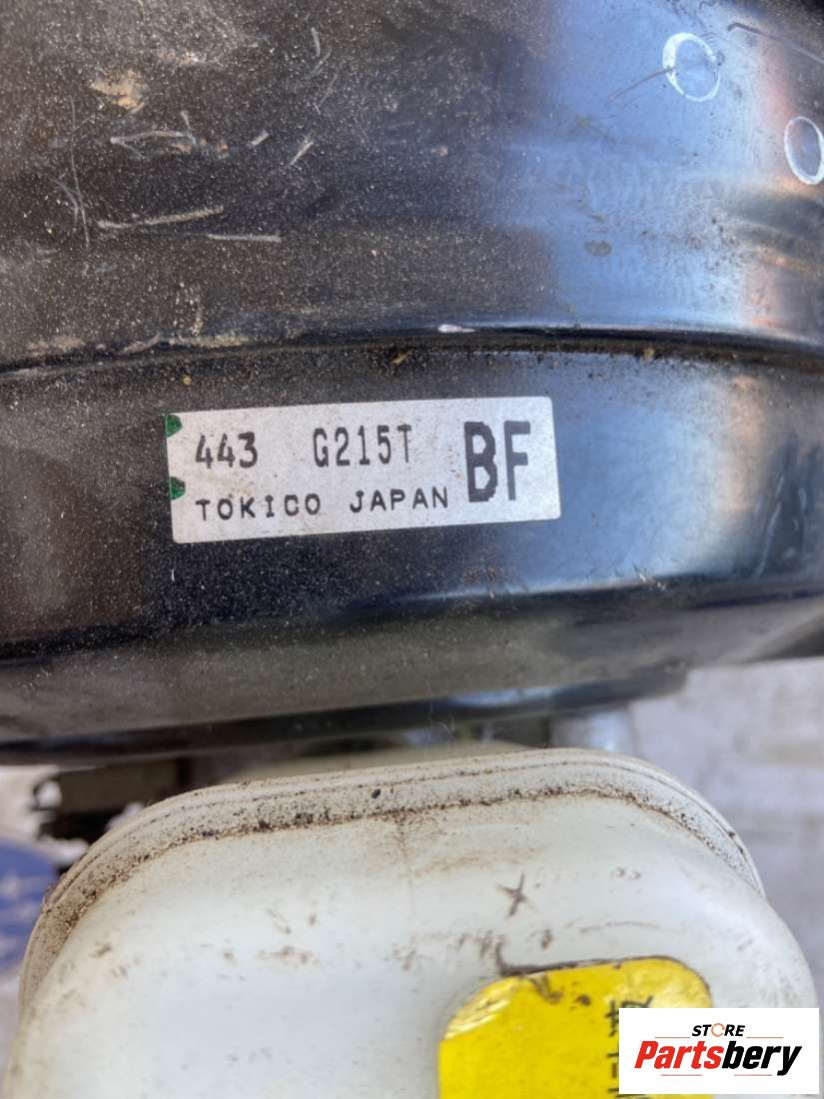 443 G215T BF
TOKICO JAPAN
STORE
Partsbery